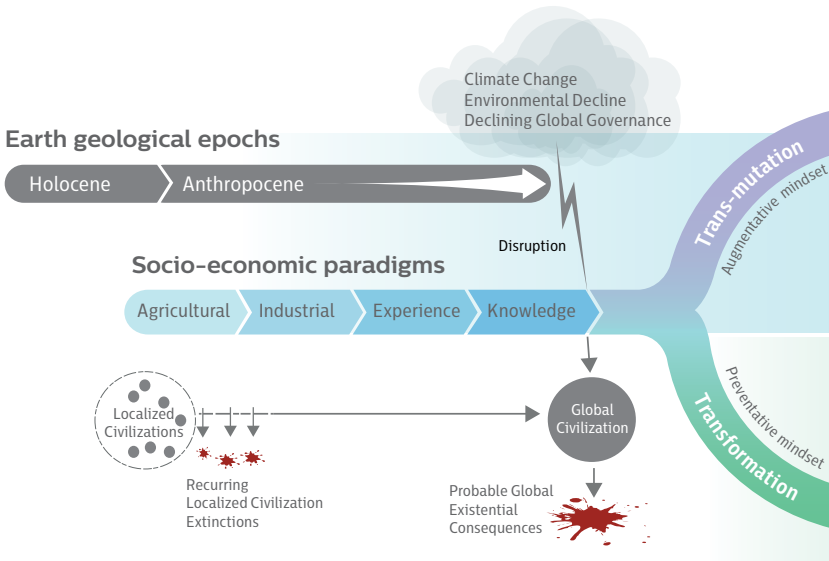 Climate Change
Environmental Decline
Declining Global Governance
Earth geological epochs
Holocene
Anthropocene
Disruption
Socio-economic paradigms
Agricultural
Industrial
Experience
Knowledge
Trans-mutation
Augmentative mindset
Preventative mindset
Transformation
Localized
Civilizations
Global
Civilization
Recurring
Localized Civilization
Extinctions
Probable Global
Existential
Consequences